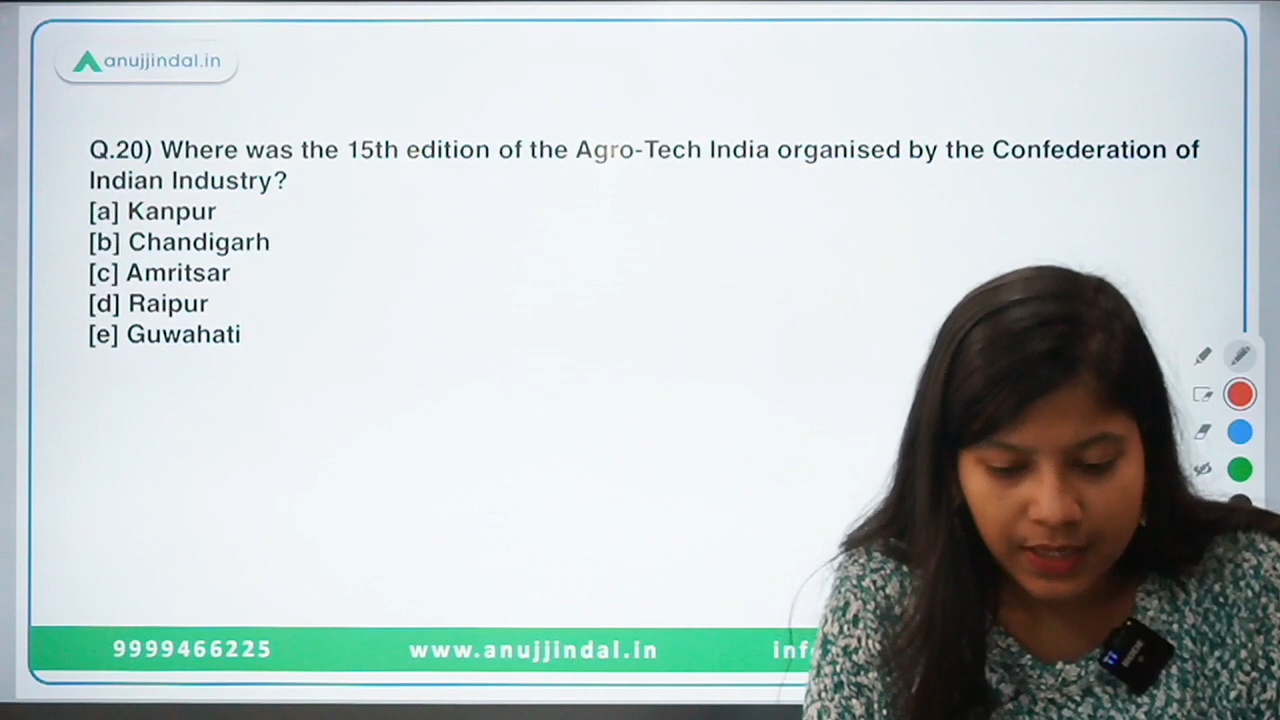 anujjindal.in
Q.20) Where was the 15th edition of the Agro-Tech India organised by the Confederation of
Indian Industry?
[a] Kanpur
[b] Chandigarh
[c] Amritsar
[d] Raipur
[e] Guwahati
9999466225 www.anujjindal.in inf